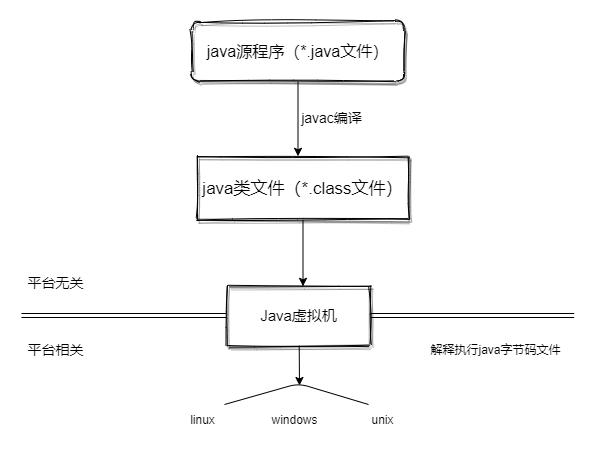 java源程序（*.java文件）
javac编译
java类文件（*.class文件）
平台无关
Java虚拟机
平台相关
解释执行java字节码文件
linux
windows
unix